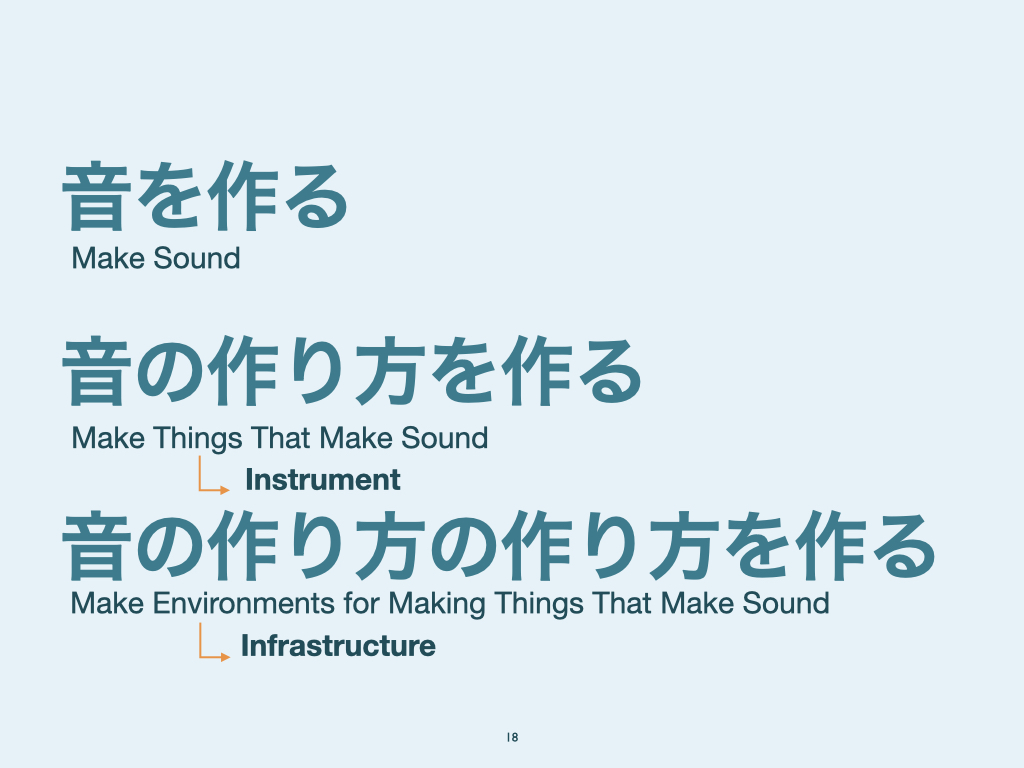 音を作る
Make Sound
音の作り方を作る
Make Things That Make Sound
Instrument
音の作り方の作り方を作る
Make Environments for Making Things That Make Sound
Infrastructure
18